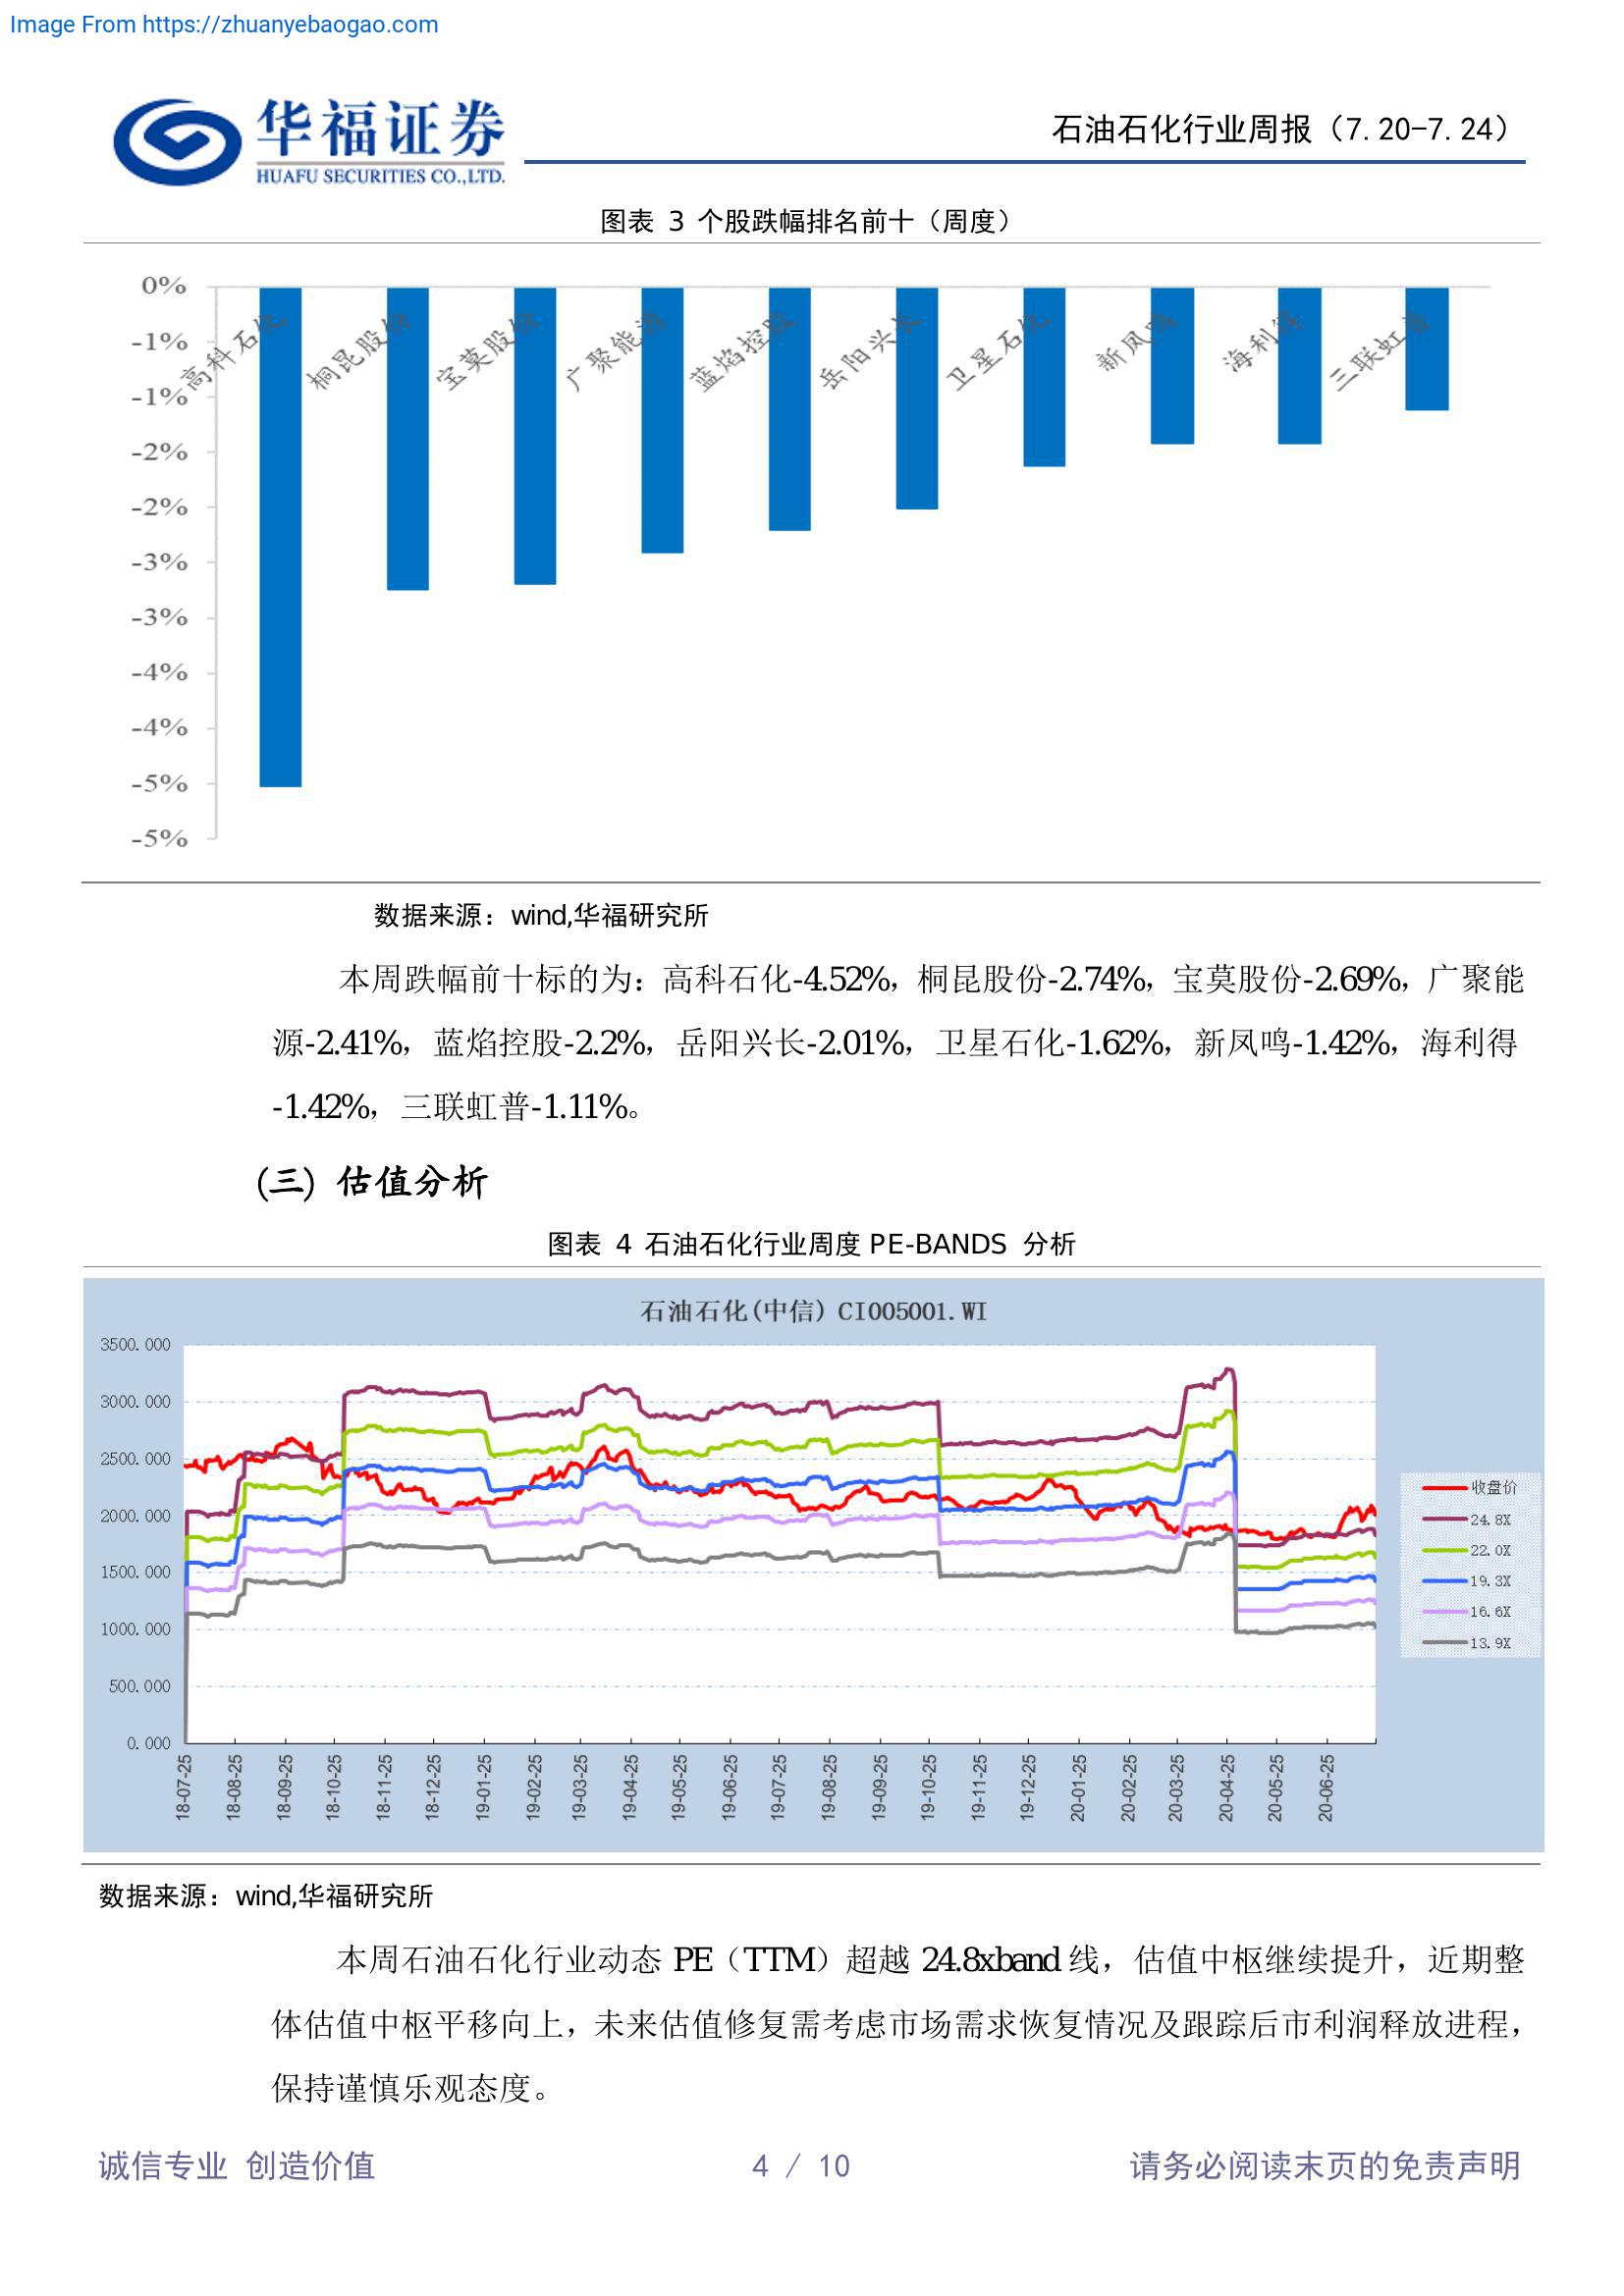 Image From https://zhuanyebaogao.com
华福证券
HUAFU SECURITIES CO.,LTD.
石油石化行业周报（7.20-7.24）
图表 3 个股跌幅排名前十（周度）
0%
-1%
-1%
-2%
-2%
-3%
-3%
-4%
-4%
-5%
-5%
高科石化
桐昆股份
宝莫股份
广聚能源
蓝焰控股
岳阳兴长
卫星石化
新凤鸣
海利得
三联虹普
数据来源：wind,华福研究所
本周跌幅前十标的为：高科石化-4.52%，桐昆股份-2.74%，宝莫股份-2.69%，广聚能
源-2.41%，蓝焰控股-2.2%，岳阳兴长-2.01%，卫星石化-1.62%，新凤鸣-1.42%，海利得
-1.42%，三联虹普-1.11%。
(三) 估值分析
图表 4 石油石化行业周度 PE-BANDS 分析
石油石化(中信) CI005001.WI
3500.000
3000.000
2500.000
2000.000
1500.000
1000.000
500.000
0.000
18-07-25
18-08-25
18-09-25
18-10-25
18-11-25
18-12-25
19-01-25
19-02-25
19-03-25
19-04-25
19-05-25
19-06-25
19-07-25
19-08-25
19-09-25
19-10-25
19-11-25
19-12-25
20-01-25
20-02-25
20-03-25
20-04-25
20-05-25
20-06-25
收盘价
24.8X
22.0X
19.3X
16.6X
13.9X
数据来源：wind,华福研究所
本周石油石化行业动态 PE（TTM）超越 24.8xband 线，估值中枢继续提升，近期整
体估值中枢平移向上，未来估值修复需考虑市场需求恢复情况及跟踪后市利润释放进程，
保持谨慎乐观态度。
诚信专业 创造价值
4 / 10
请务必阅读末页的免责声明